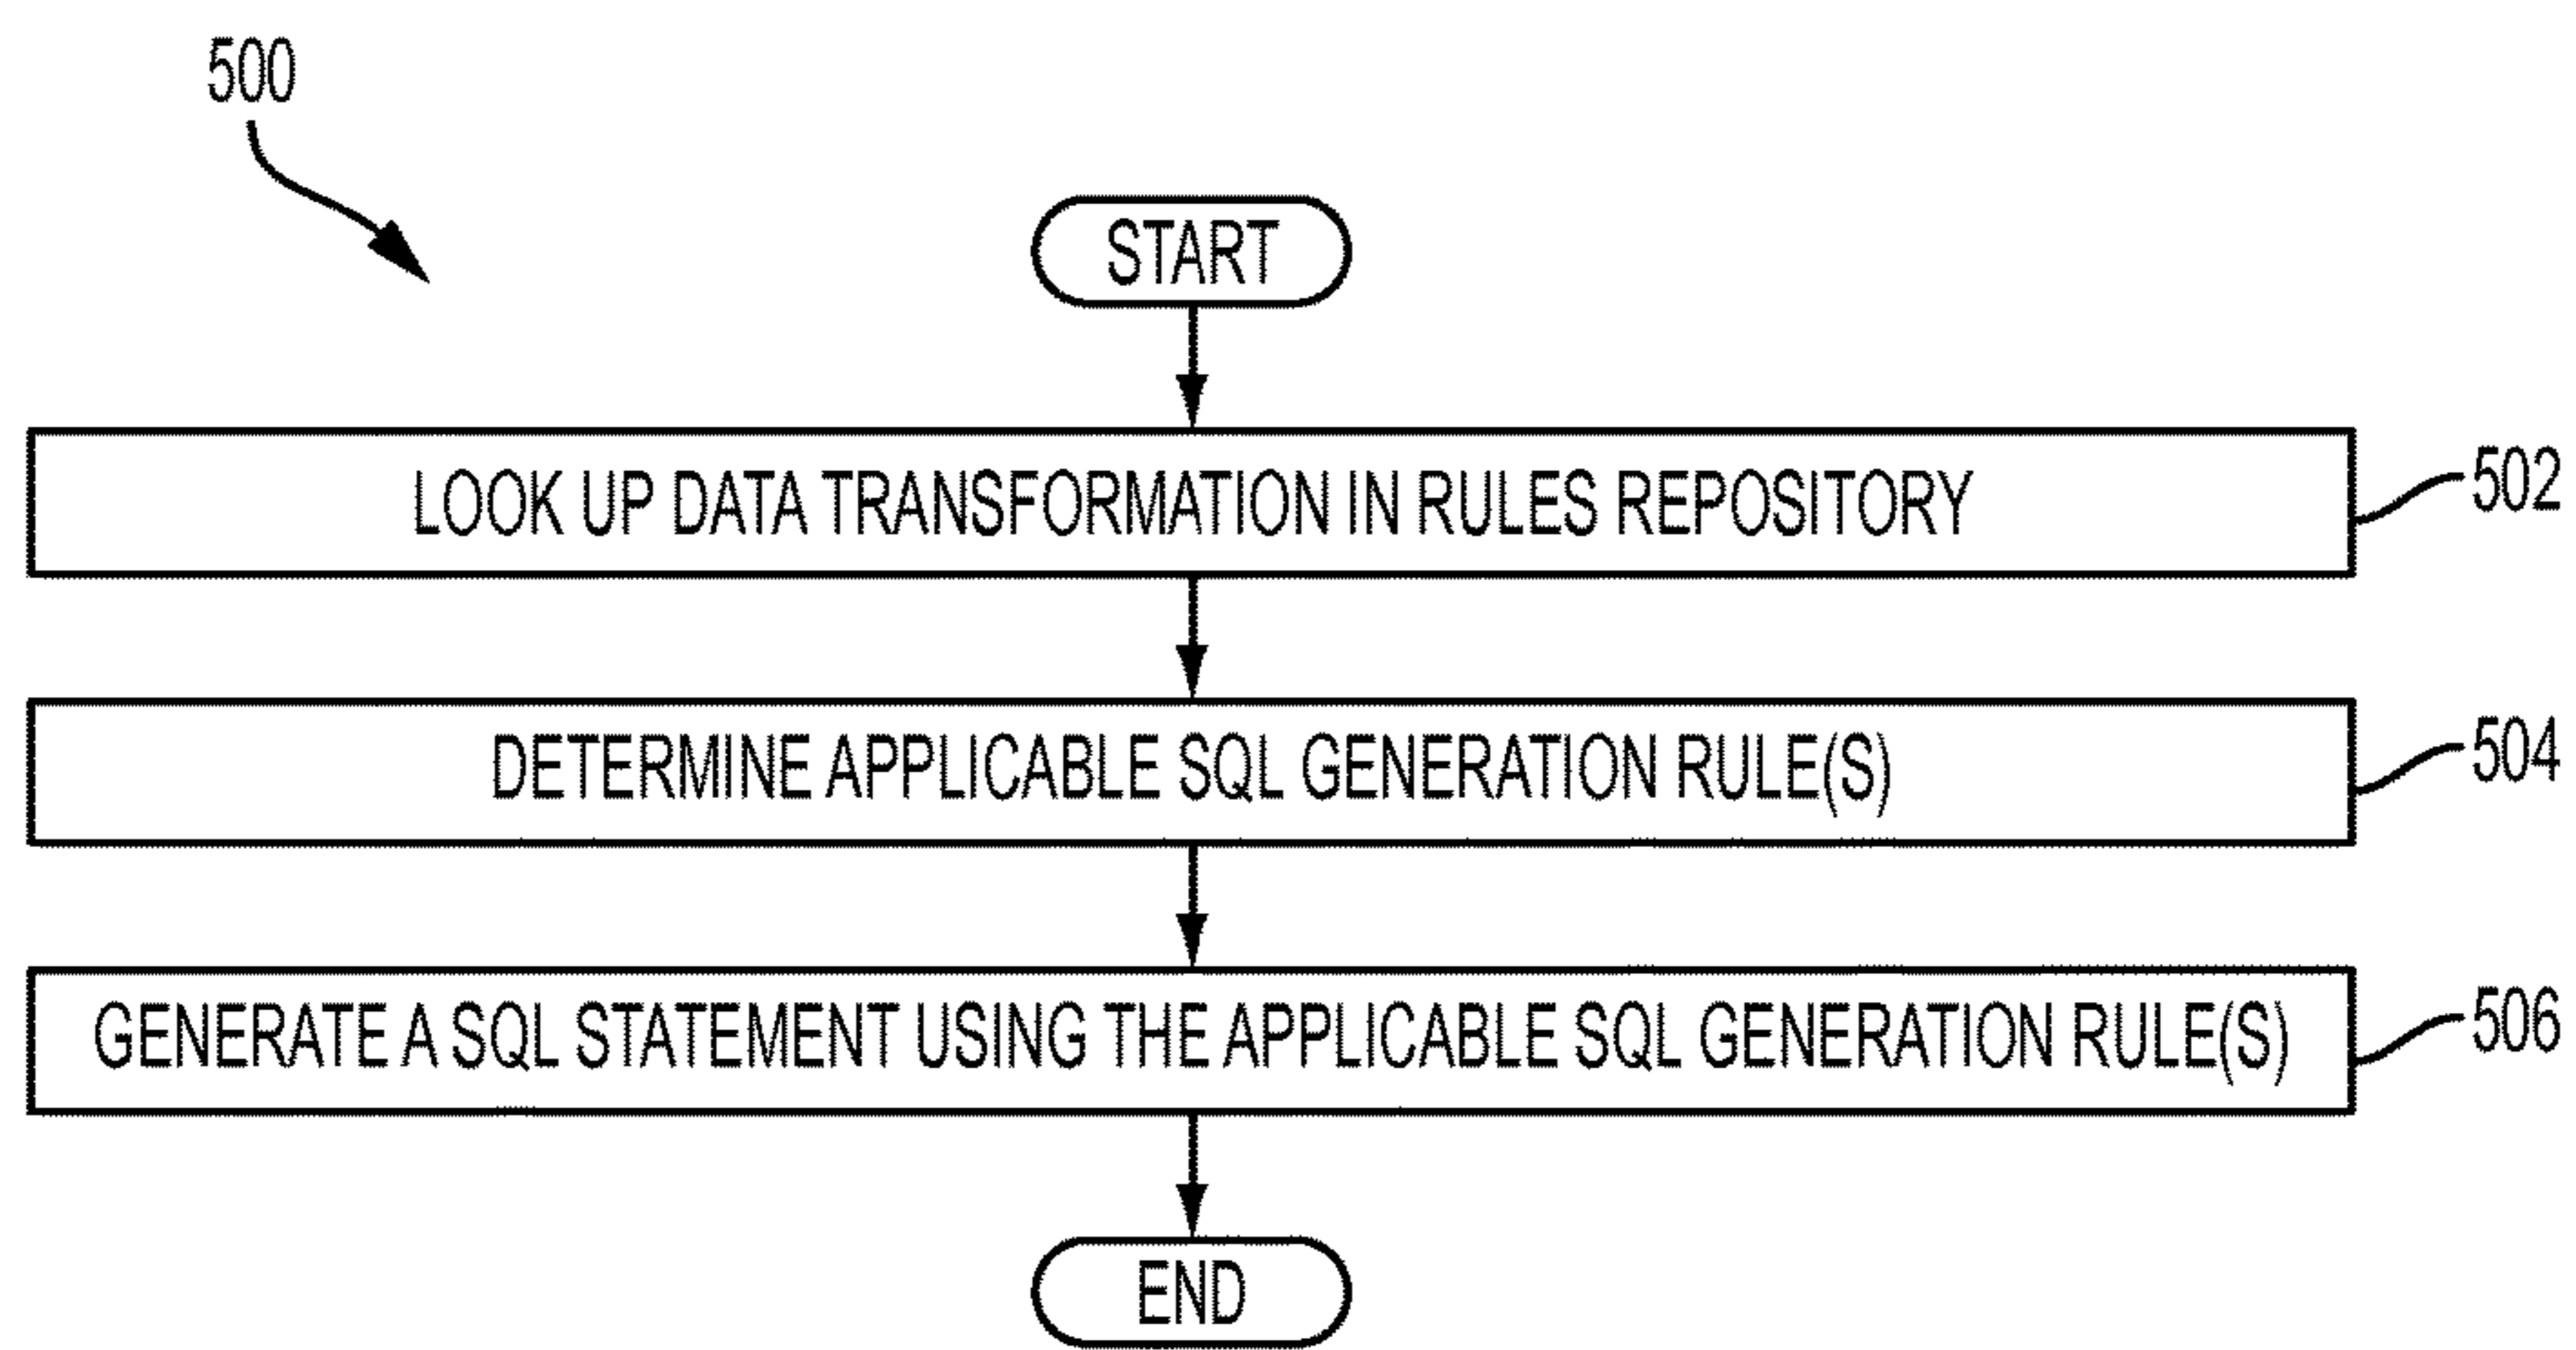 500
START
LOOK UP DATA TRANSFORMATION IN RULES REPOSITORY
502
DETERMINE APPLICABLE SQL GENERATION RULE(S)
504
GENERATE A SQL STATEMENT USING THE APPLICABLE SQL GENERATION RULE(S)
506
END